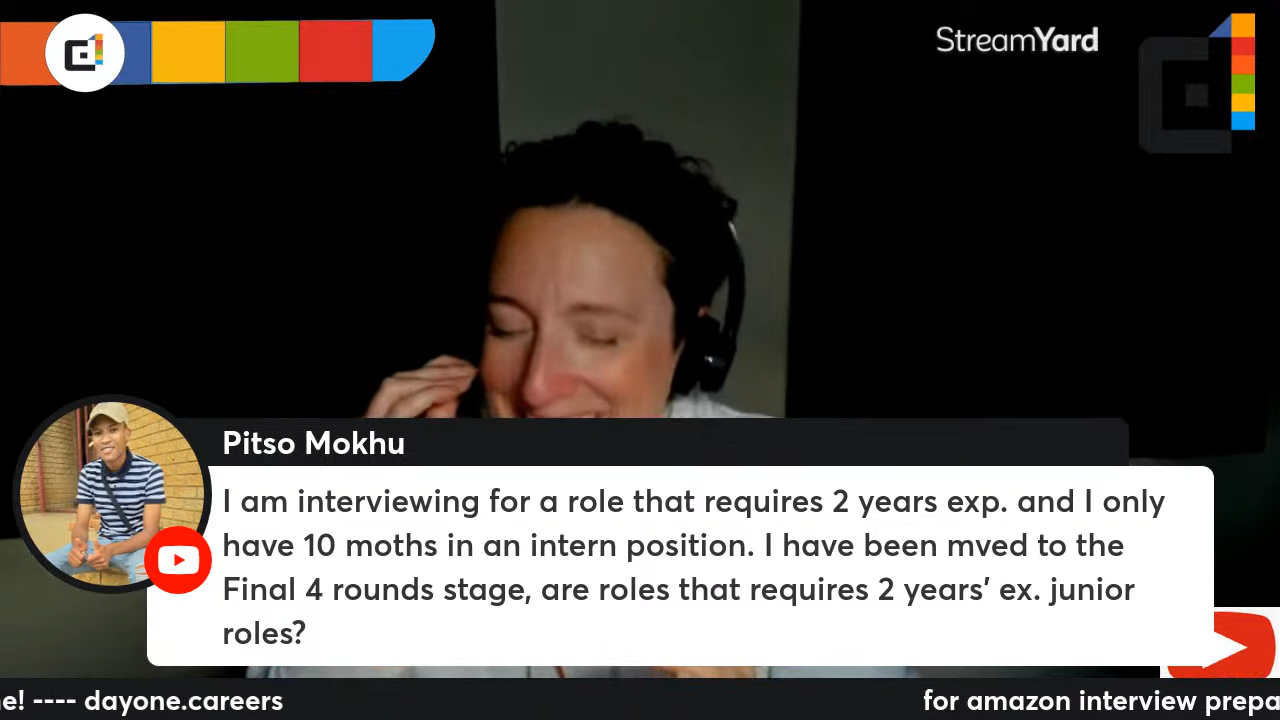 StreamYard
Pitso Mokhu
I am interviewing for a role that requires 2 years exp. and I only
have 10 moths in an intern position. I have been mved to the
Final 4 rounds stage, are roles that requires 2 years’ ex. junior
roles?
e! ---- dayone.careers
for amazon interview prepa